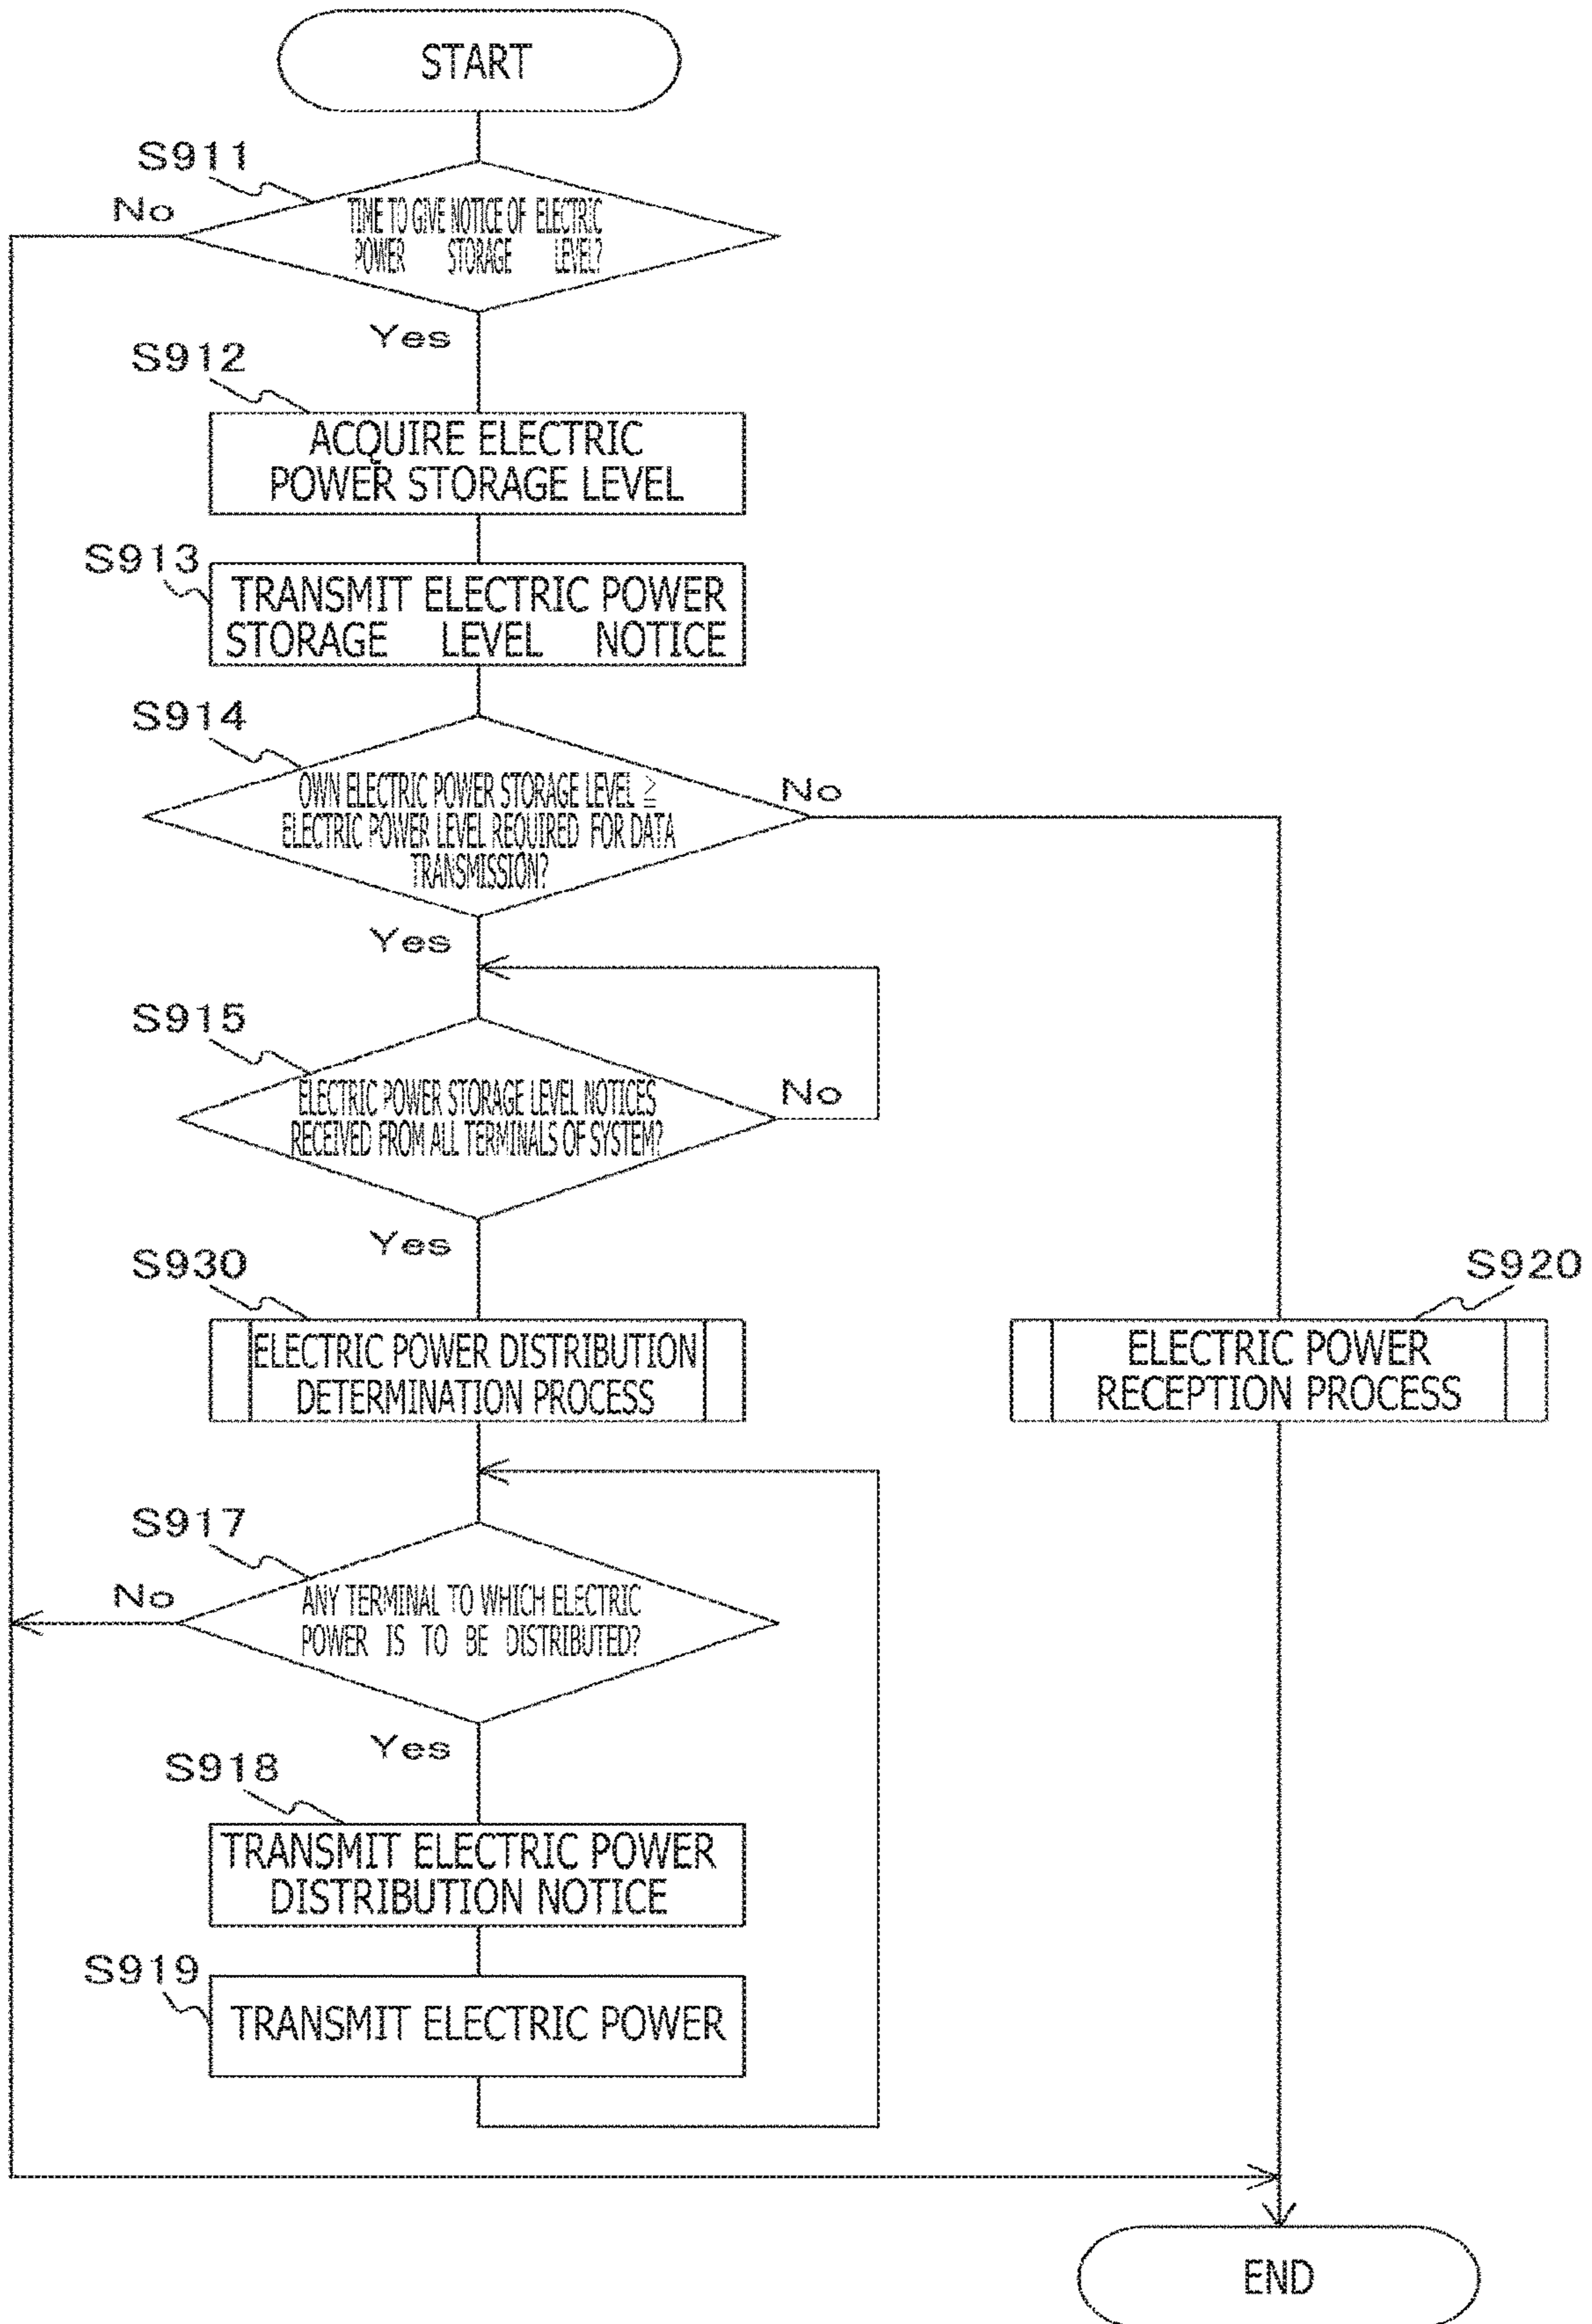 START
S911
No
TIME TO GIVE NOTICE OF ELECTRIC
POWER STORAGE LEVEL?
Yes
S912
ACQUIRE ELECTRIC
POWER STORAGE LEVEL
S913
TRANSMIT ELECTRIC POWER
STORAGE LEVEL NOTICE
S914
OWN ELECTRIC POWER STORAGE LEVEL ≧
ELECTRIC POWER LEVEL REQUIRED FOR DATA
TRANSMISSION?
No
Yes
S915
ELECTRIC POWER STORAGE LEVEL NOTICES
RECEIVED FROM ALL TERMINALS OF SYSTEM?
No
Yes
S930
ELECTRIC POWER DISTRIBUTION
DETERMINATION PROCESS
S920
ELECTRIC POWER
RECEPTION PROCESS
S917
No
ANY TERMINAL TO WHICH ELECTRIC
POWER IS TO BE DISTRIBUTED?
Yes
S918
TRANSMIT ELECTRIC POWER
DISTRIBUTION NOTICE
S919
TRANSMIT ELECTRIC POWER
END